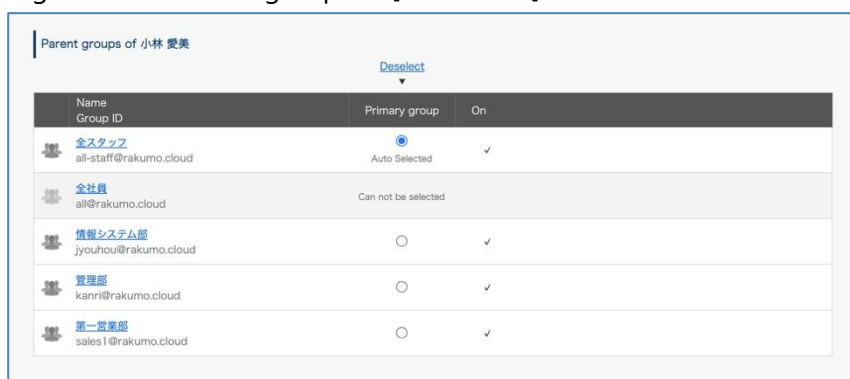 Parent groups of 小林 愛美
Deselect
▼
Name
Group ID
Primary group
On
全スタッフ
all-staff@rakumo.cloud
Auto Selected
✓
全社員
all@rakumo.cloud
Can not be selected
情報システム部
jyouhou@rakumo.cloud
✓
管理部
kanri@rakumo.cloud
✓
第一営業部
sales1@rakumo.cloud
✓